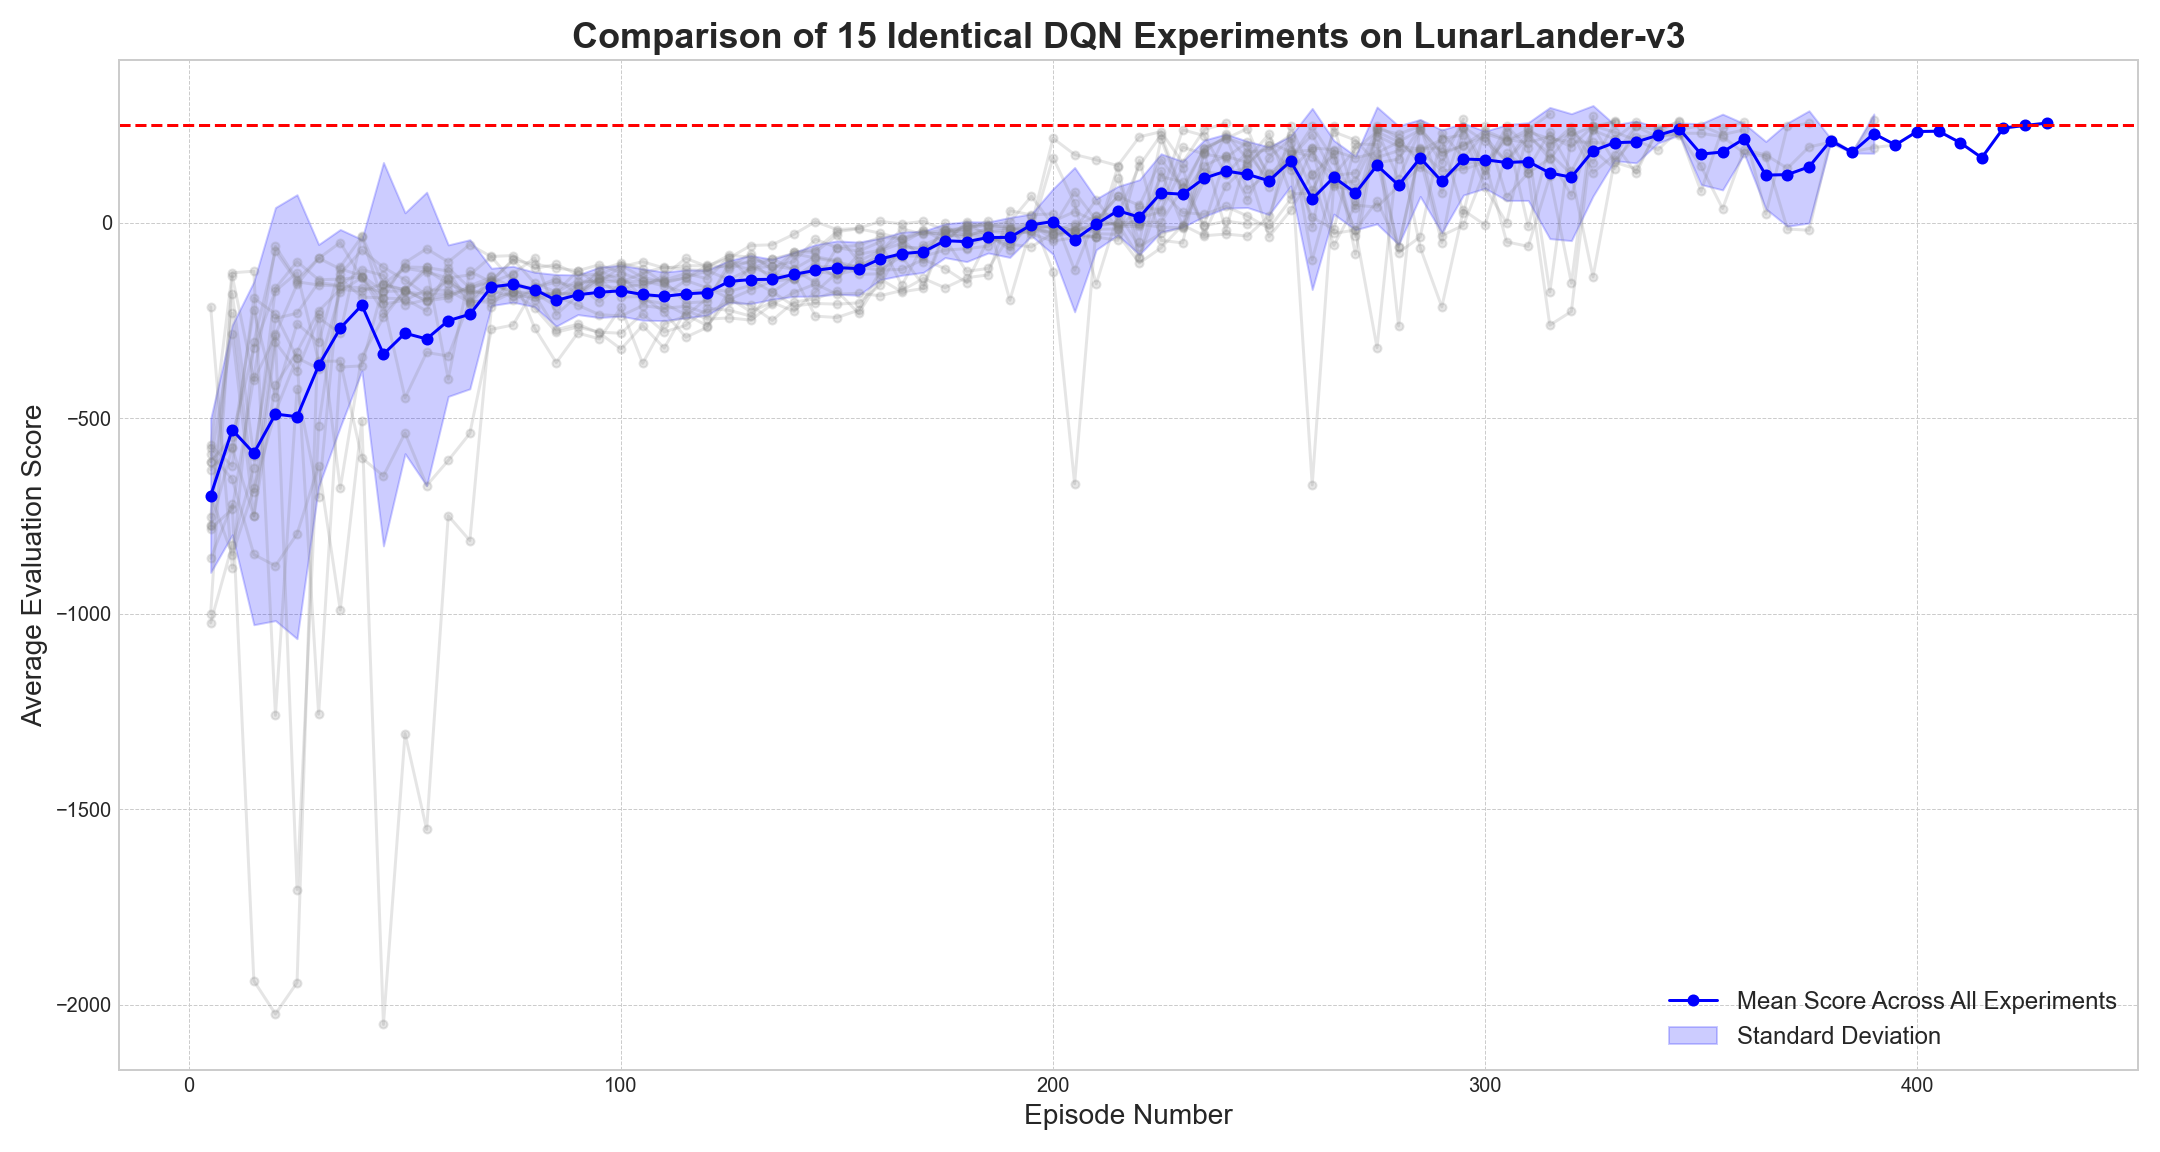 Comparison of 15 Identical DQN Experiments on LunarLander-v3
Average Evaluation Score
0
−500
−1000
−1500
−2000
Mean Score Across All Experiments
Standard Deviation
0
100
200
300
400
Episode Number